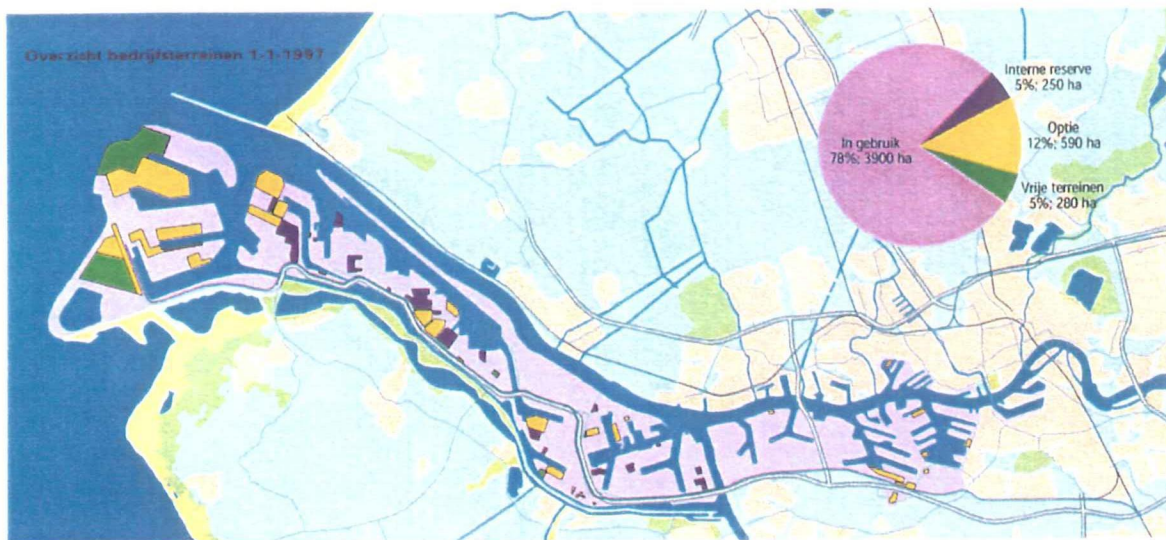 Overzicht bedrijfsterreinen 1-1-1997
Interne reserve
5%; 250 ha
Optie
12%; 590 ha
In gebruik
78%; 3900 ha
Vrije terreinen
5%; 280 ha